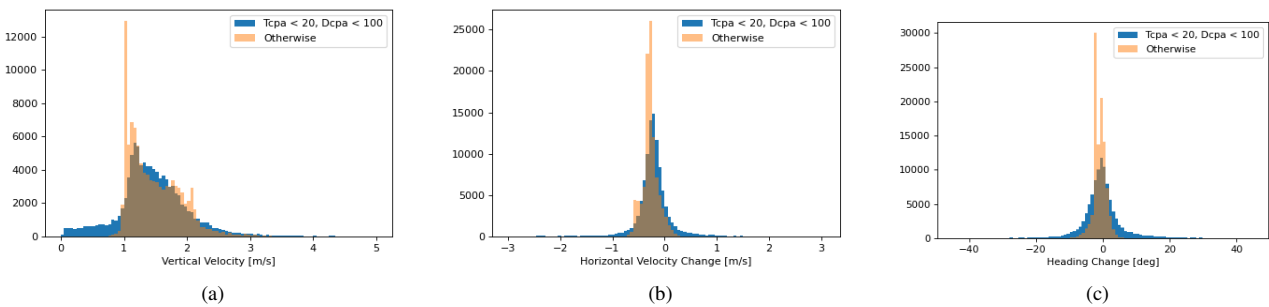 Tcpa < 20, Dcpa < 100
Otherwise
12000
10000
8000
6000
4000
2000
0
0 1 2 3 4 5
Vertical Velocity [m/s]
(a)
Tcpa < 20, Dcpa < 100
Otherwise
25000
20000
15000
10000
5000
0
−3 −2 −1 0 1 2 3
Horizontal Velocity Change [m/s]
(b)
Tcpa < 20, Dcpa < 100
Otherwise
30000
25000
20000
15000
10000
5000
0
−40 −20 0 20 40
Heading Change [deg]
(c)